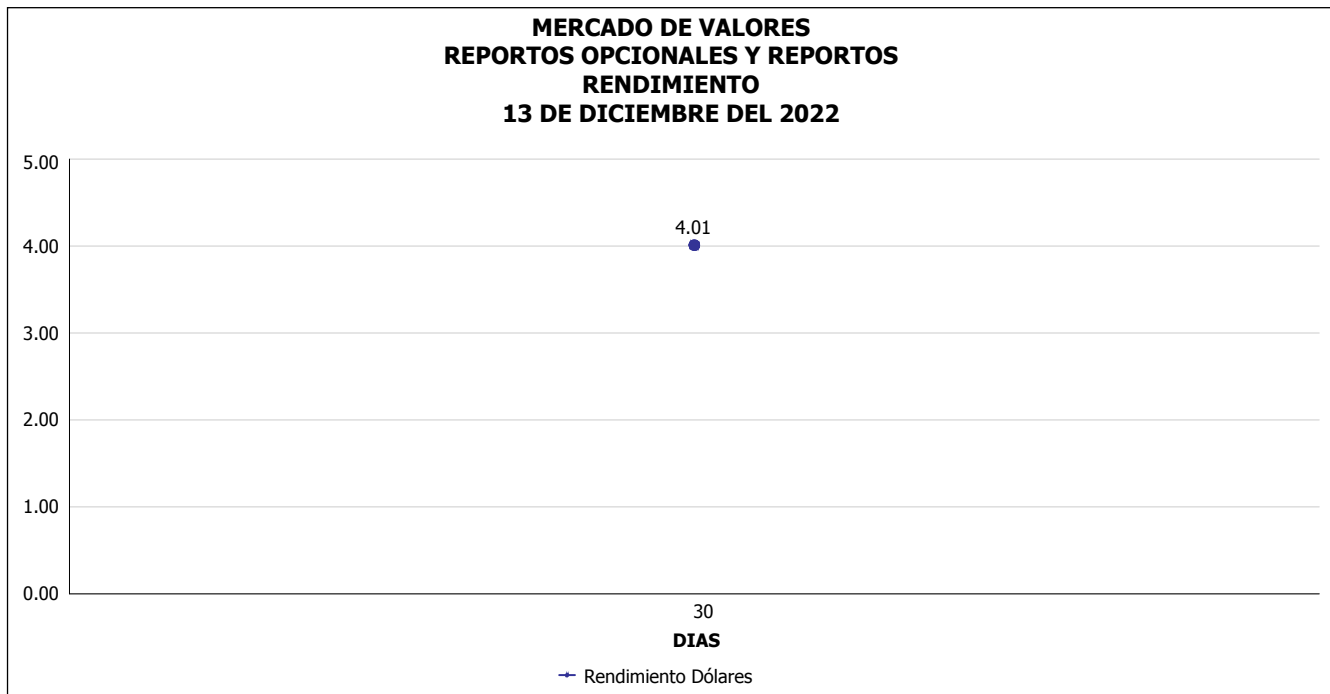 MERCADO DE VALORES
REPORTOS OPCIONALES Y REPORTOS
RENDIMIENTO
13 DE DICIEMBRE DEL 2022
5.00
4.01
4.00
3.00
2.00
1.00
0.00
30
DIAS
Rendimiento Dólares